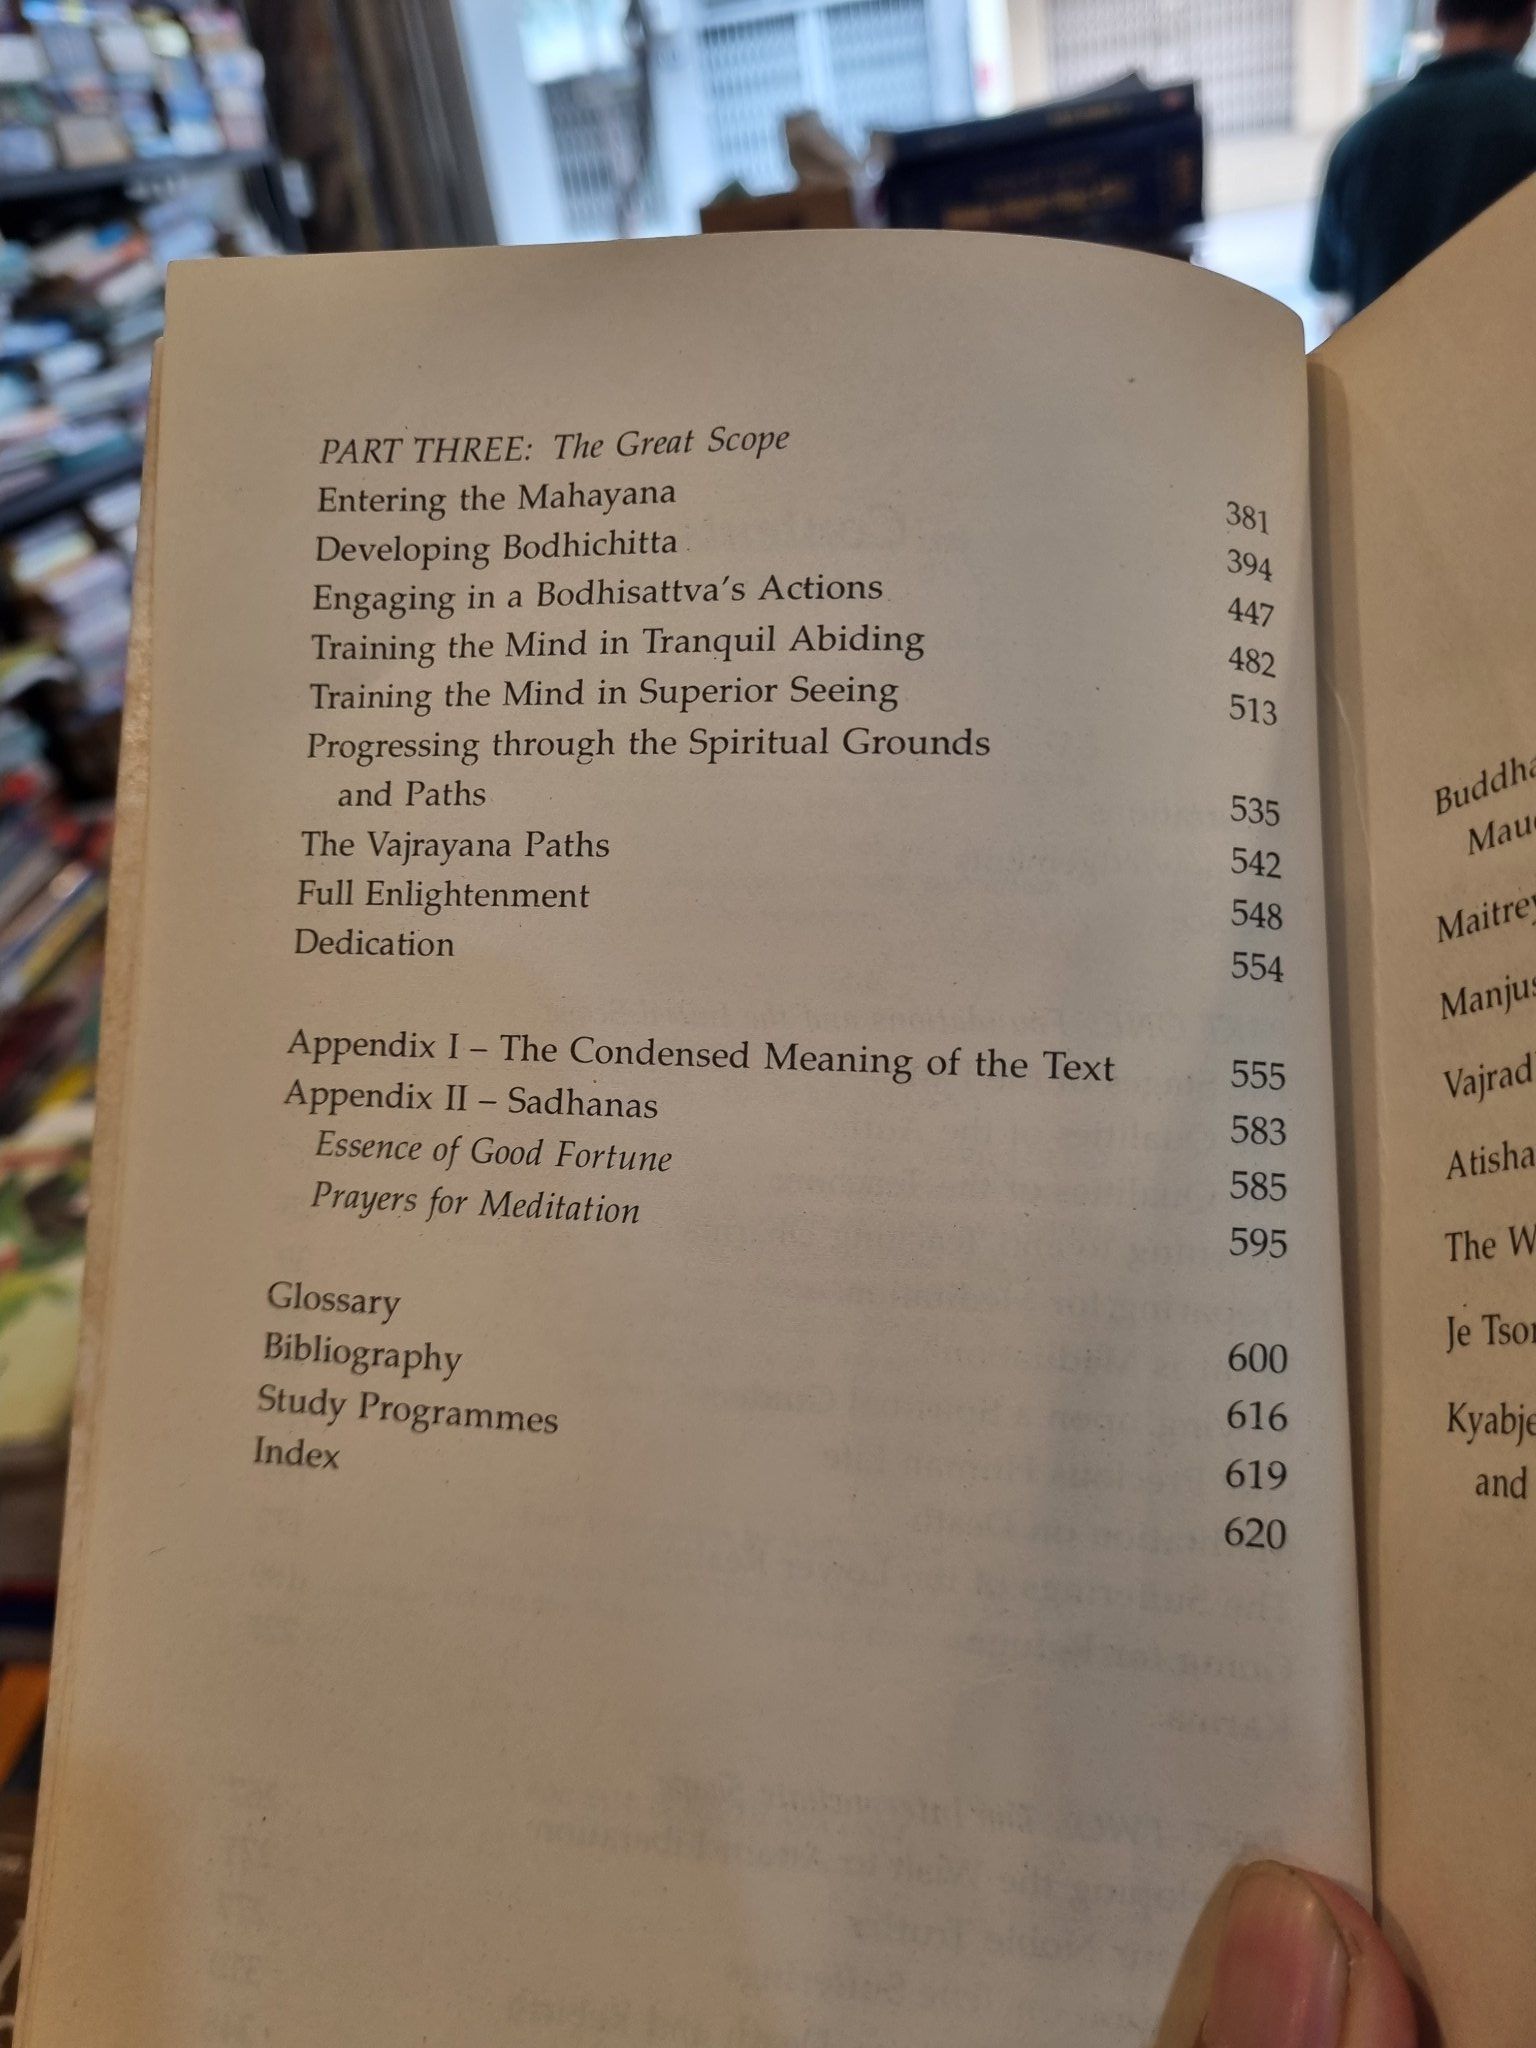 PART THREE: The Great Scope
Entering the Mahayana 381
Developing Bodhichitta 394
Engaging in a Bodhisattva's Actions 447
Training the Mind in Tranquil Abiding 482
Training the Mind in Superior Seeing 513
Progressing through the Spiritual Grounds
and Paths 535
The Vajrayana Paths 542
Full Enlightenment 548
Dedication 554
Appendix I – The Condensed Meaning of the Text 555
Appendix II – Sadhanas 583
Essence of Good Fortune 585
Prayers for Meditation 595
Glossary 600
Bibliography 616
Study Programmes 619
Index 620
Buddha
Atisha
The
Je
and